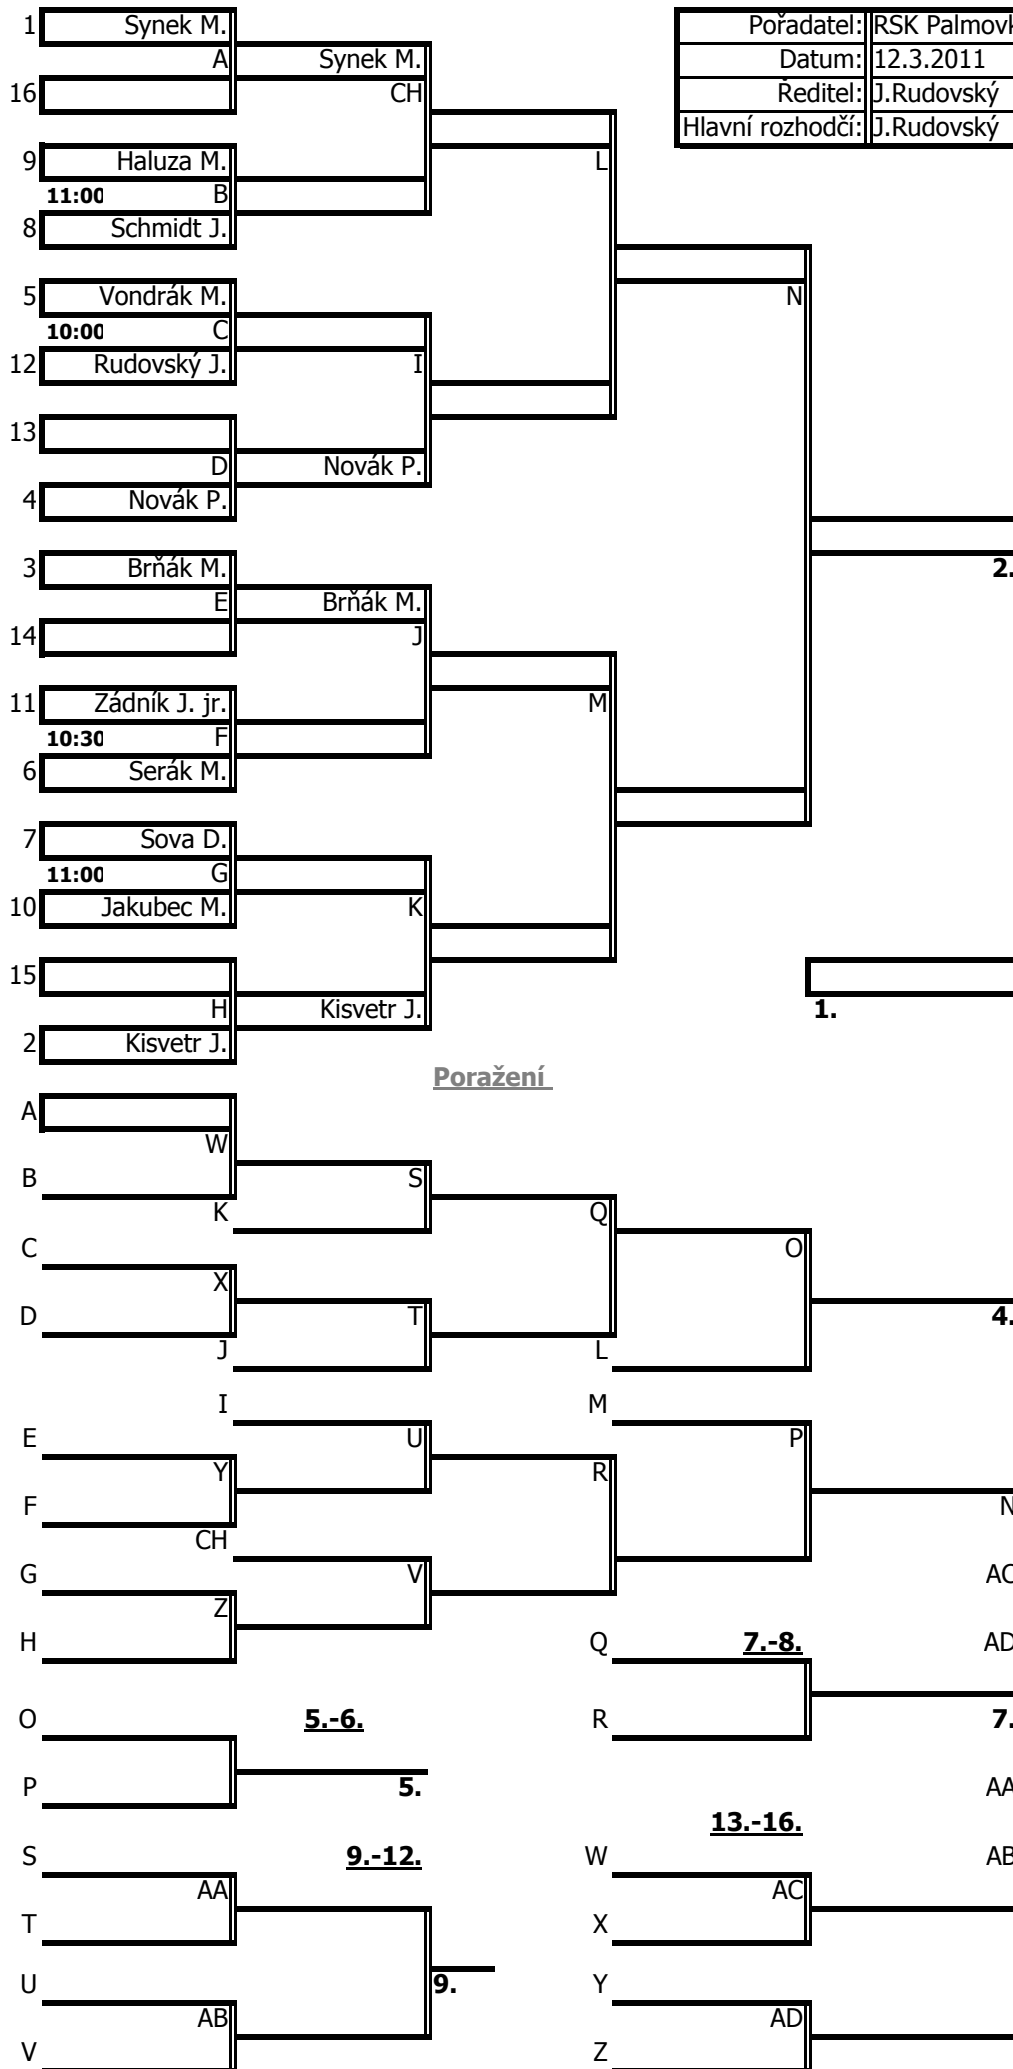 1 Synek M.
Pořadatel: RSK Palmovk
A Synek M.
Datum: 12.3.2011
16 CH
Ředitel: J.Rudovský
Hlavní rozhodčí: J.Rudovský
9 Haluza M. L
11:00 B
8 Schmidt J.
5 Vondrák M. N
10:00 C
12 Rudovský J. I
13
D Novák P.
4 Novák P.
3 Brňák M. 2.
E Brňák M.
14 J
11 Zádník J. jr. M
10:30 F
6 Serák M.
7 Sova D.
11:00 G
10 Jakubec M. K
15
H Kisvetr J. 1.
2 Kisvetr J.
Poražení
A
W
B S
K Q
C O
X
D T 4.
J L
I M
E U P
Y R
F N
CH
G V AC
Z
H Q 7.-8. AD
O 5.-6. R 7.
P 5. AA
13.-16.
S 9.-12. W AB
AA AC
T X
U 9. Y
AB AD
V Z